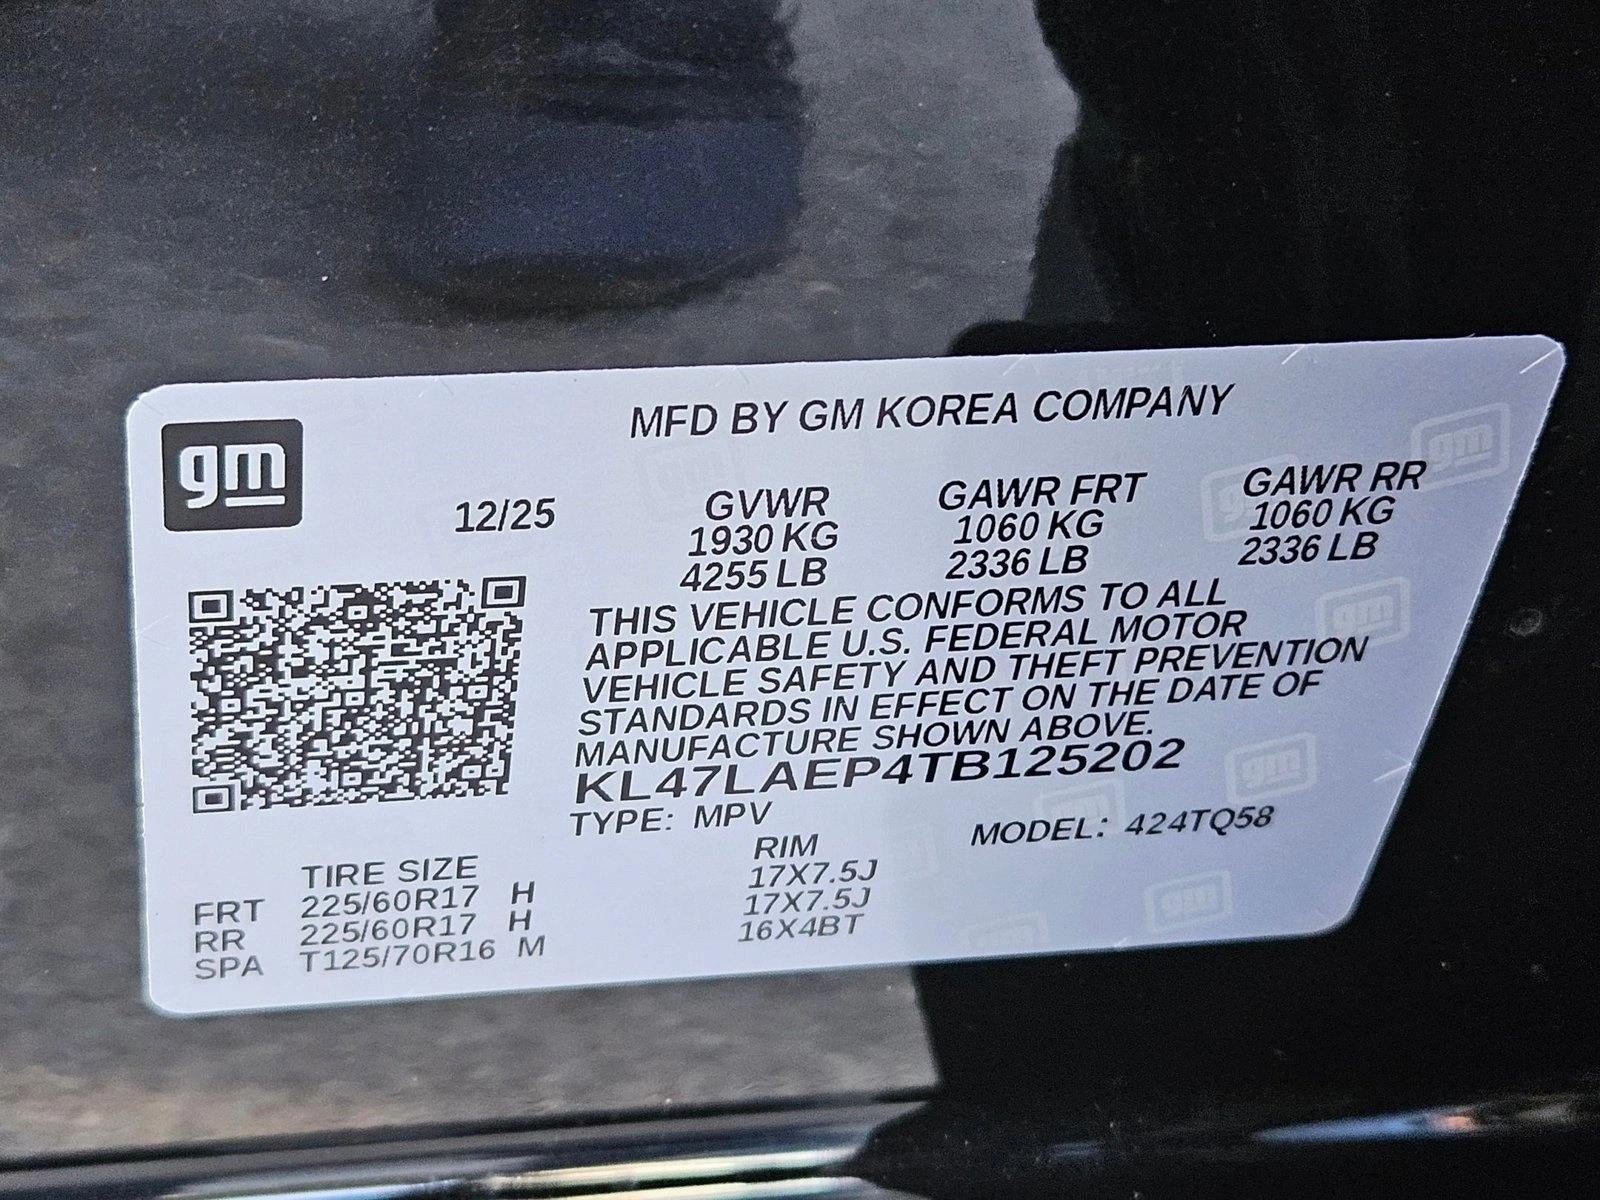 gm
MFD BY GM KOREA COMPANY
12/25 GVWR GAWR FRT GAWR RR
1930 KG 1060 KG 1060 KG
4255 LB 2336 LB 2336 LB
THIS VEHICLE CONFORMS TO ALL
APPLICABLE U.S. FEDERAL MOTOR
VEHICLE SAFETY AND THEFT PREVENTION
STANDARDS IN EFFECT ON THE DATE OF
MANUFACTURE SHOWN ABOVE.
KL47LAEP4TB125202
TYPE: MPV MODEL: 424TQ58
TIRE SIZE RIM
FRT 225/60R17 H 17X7.5J
RR 225/60R17 H 17X7.5J
SPA T125/70R16 M 16X4BT